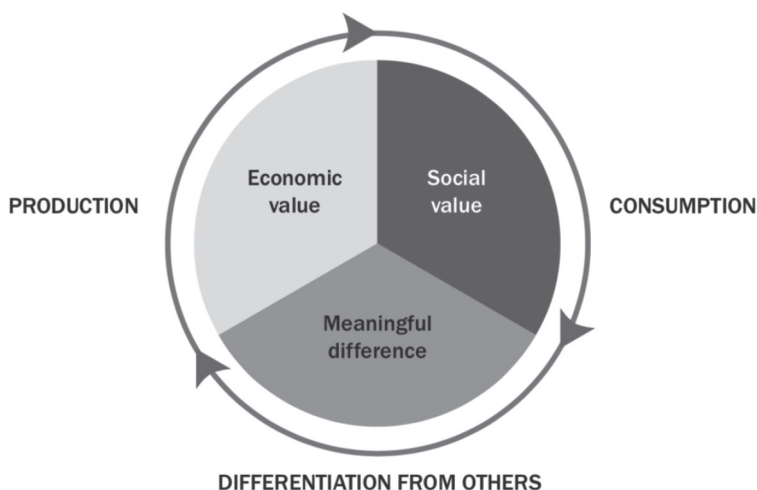 Economic
value
Social
value
PRODUCTION
CONSUMPTION
Meaningful
difference
DIFFERENTIATION FROM OTHERS